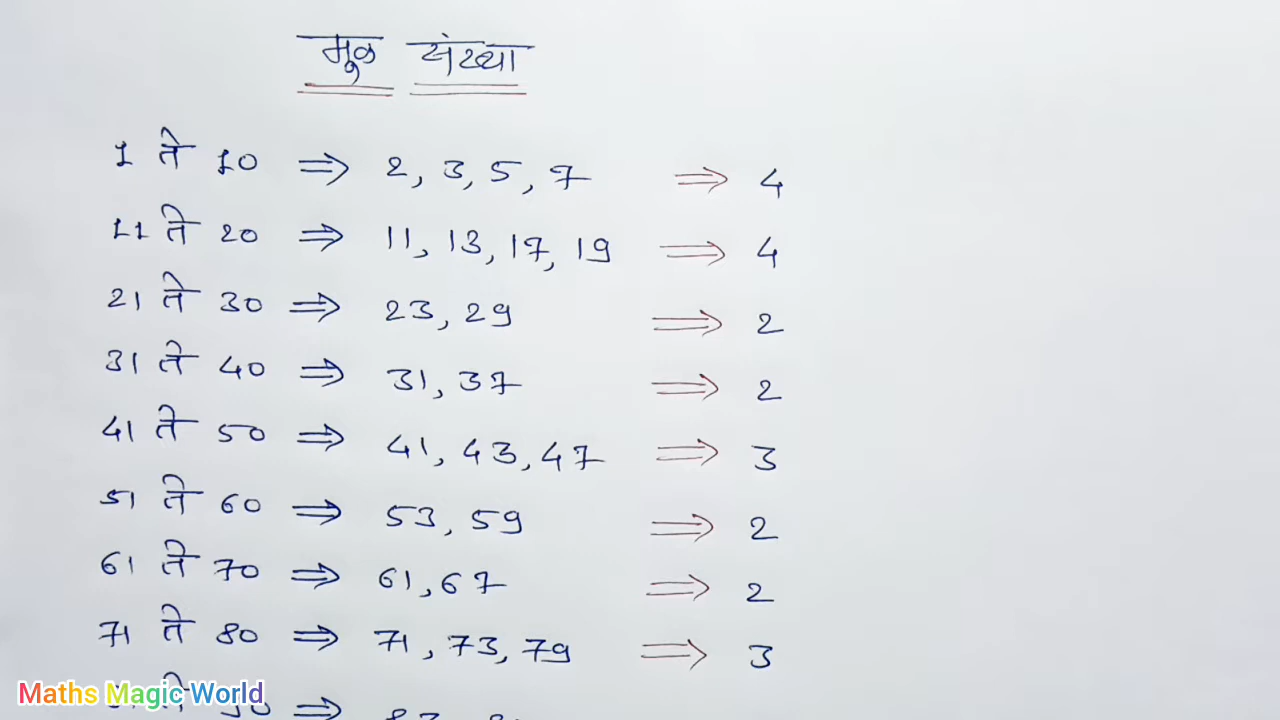 मूळ संख्या
1 ते 10 ⇒ 2, 3, 5, 7 ⇒ 4
11 ते 20 ⇒ 11, 13, 17, 19 ⇒ 4
21 ते 30 ⇒ 23, 29 ⇒ 2
31 ते 40 ⇒ 31, 37 ⇒ 2
41 ते 50 ⇒ 41, 43, 47 ⇒ 3
51 ते 60 ⇒ 53, 59 ⇒ 2
61 ते 70 ⇒ 61, 67 ⇒ 2
71 ते 80 ⇒ 71, 73, 79 ⇒ 3
ते 90 ⇒
Maths Magic World